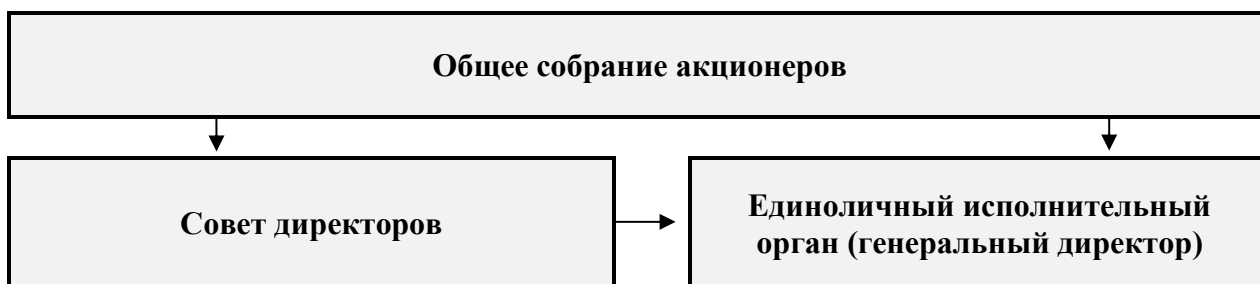 Общее собрание акционеров
Совет директоров
Единоличный исполнительный
орган (генеральный директор)